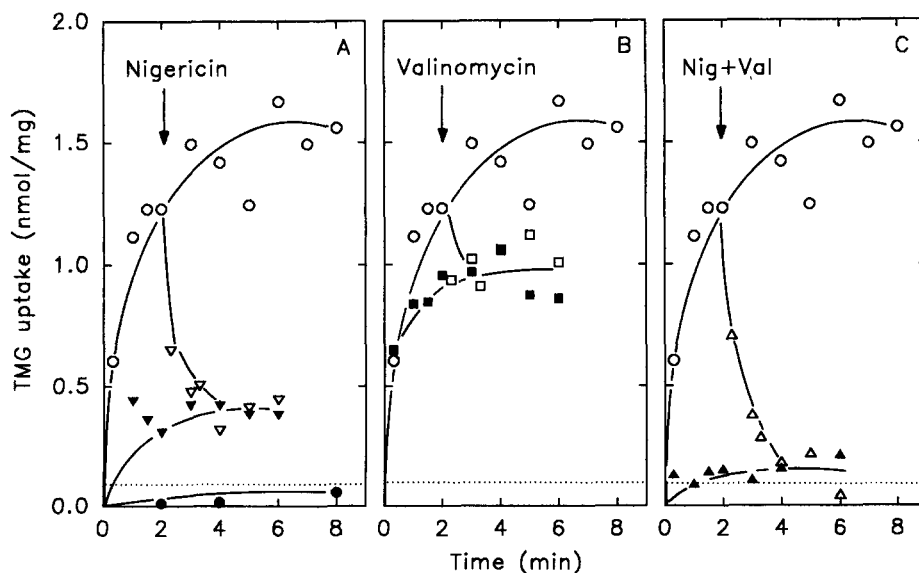 A
B
C
Nigericin
Valinomycin
Nig+Val
TMG uptake (nmol/mg)
2.0
1.5
1.0
0.5
0.0
0 2 4 6 8 0 2 4 6 8 0 2 4 6 8
Time (min)